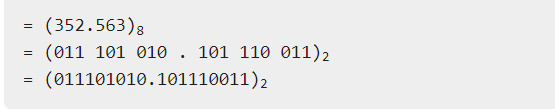 = (352.563)₈
= (011 101 010 . 101 110 011)₂
= (011101010.101110011)₂